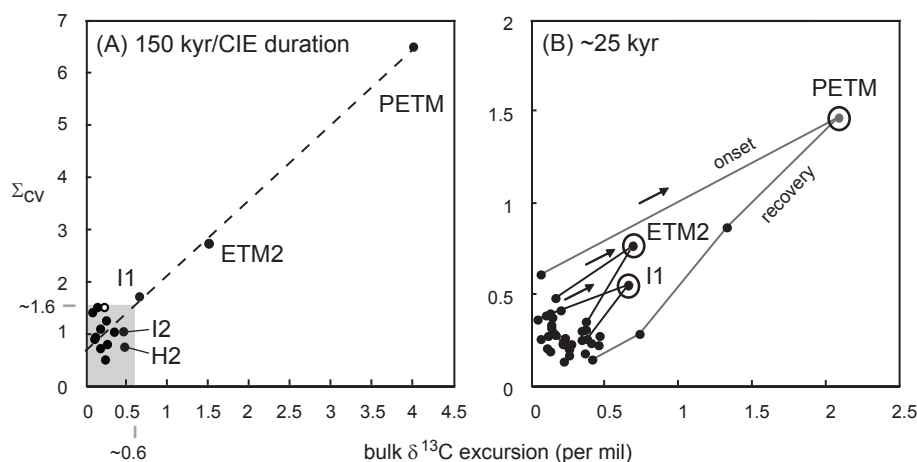 (A) 150 kyr/CIE duration
7
6
5
4
3
2
1
0
Σcv
~1.6
PETM
ETM2
I1
I2
H2
0 0.5 1 1.5 2 2.5 3 3.5 4 4.5
~0.6
(B) ~25 kyr
2
1.5
1
0.5
0
PETM
onset
recovery
ETM2
I1
0 0.5 1 1.5 2 2.5
bulk δ13C excursion (per mil)